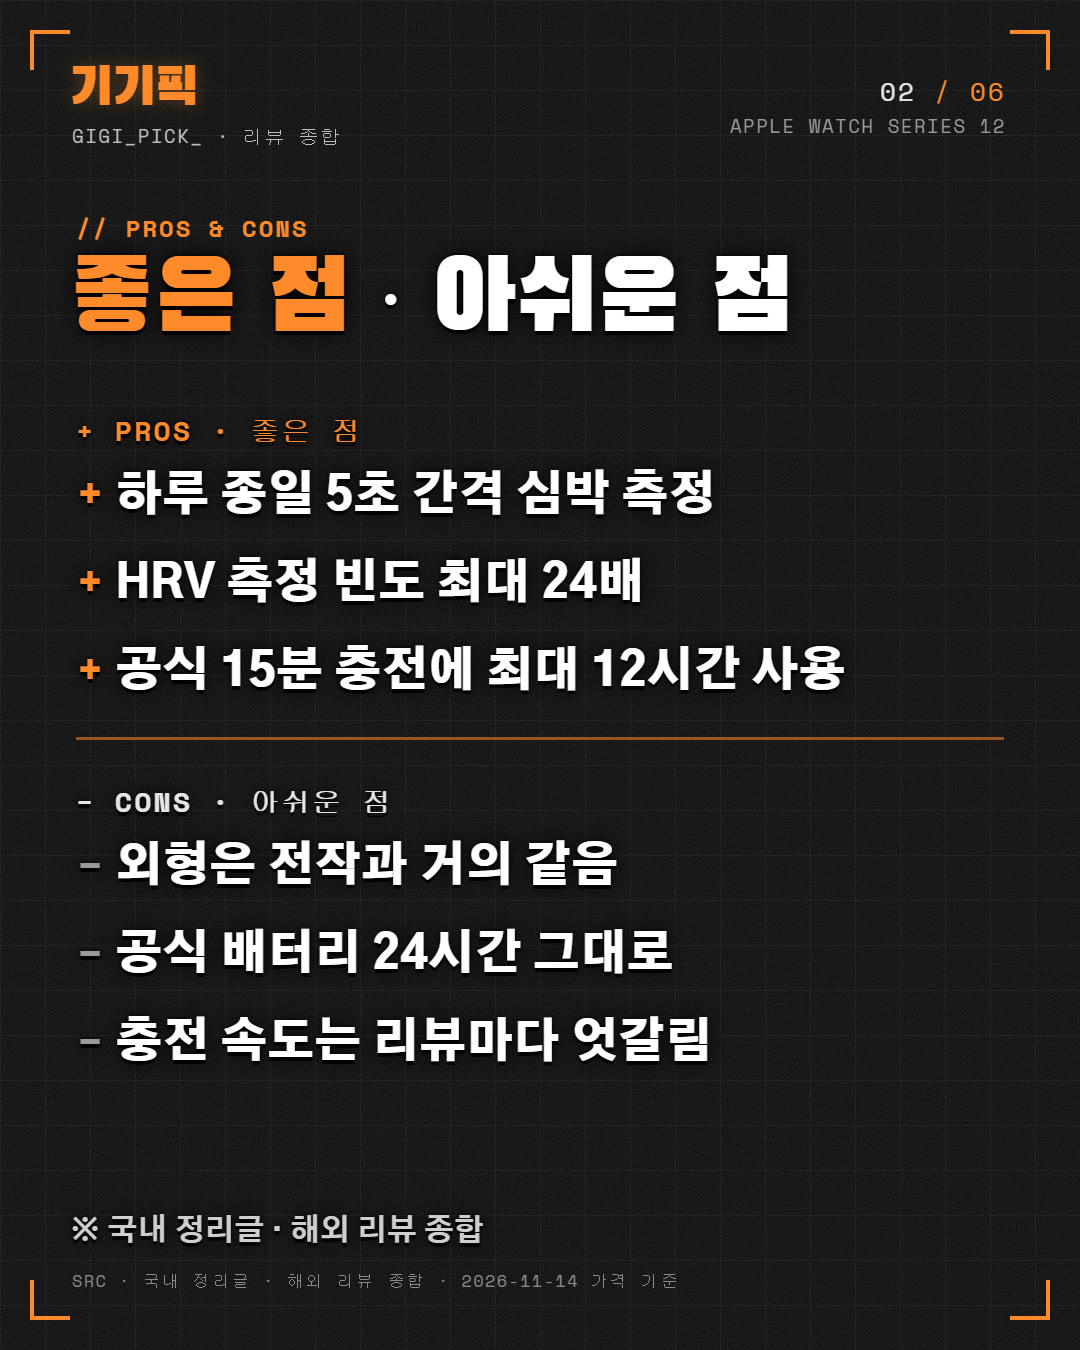 기기픽
GIGI_PICK_ · 리뷰 종합
02 / 06
APPLE WATCH SERIES 12
// PROS & CONS
좋은 점 · 아쉬운 점
+ PROS · 좋은 점
+ 하루 종일 5초 간격 심박 측정
+ HRV 측정 빈도 최대 24배
+ 공식 15분 충전에 최대 12시간 사용
- CONS · 아쉬운 점
- 외형은 전작과 거의 같음
- 공식 배터리 24시간 그대로
- 충전 속도는 리뷰마다 엇갈림
※ 국내 정리글 · 해외 리뷰 종합
SRC · 국내 정리글 · 해외 리뷰 종합 · 2026-11-14 가격 기준